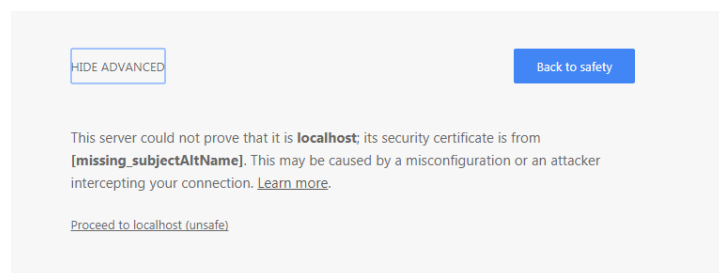 HIDE ADVANCED
Back to safety
This server could not prove that it is localhost; its security certificate is from
[missing_subjectAltName]. This may be caused by a misconfiguration or an attacker
intercepting your connection. Learn more.
Proceed to localhost (unsafe)